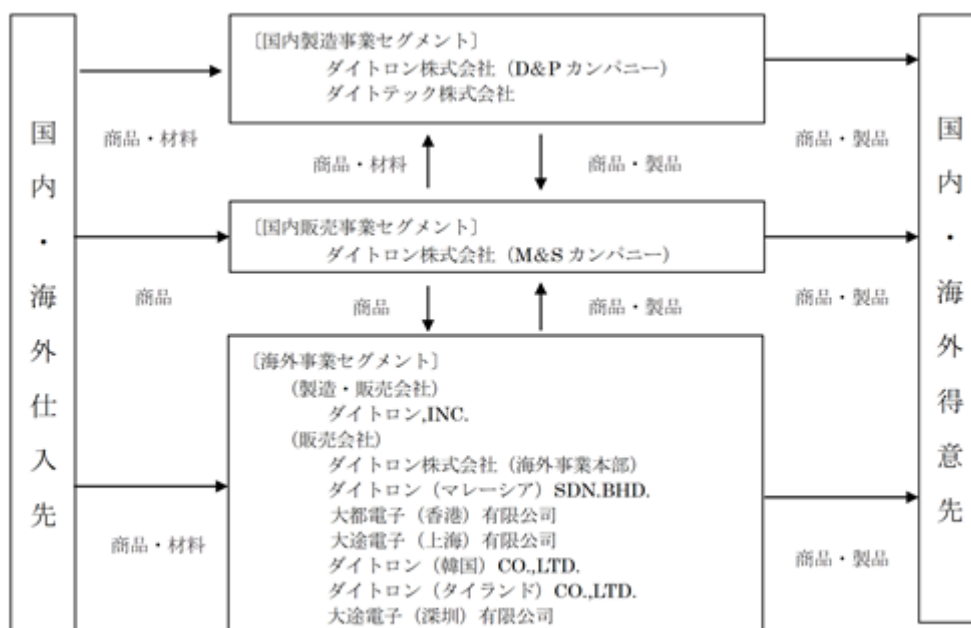 国内・海外仕入先
〔国内製造事業セグメント〕
ダイトロン株式会社（D&P カンパニー）
ダイトテック株式会社
商品・材料
商品・製品
商品・材料
商品・製品
〔国内販売事業セグメント〕
ダイトロン株式会社（M&S カンパニー）
商品
商品・製品
商品
商品・製品
〔海外事業セグメント〕
(製造・販売会社)
ダイトロン,INC.
(販売会社)
ダイトロン株式会社（海外事業本部）
ダイトロン（マレーシア）SDN.BHD.
大都電子（香港）有限公司
大途電子（上海）有限公司
ダイトロン（韓国）CO.,LTD.
ダイトロン（タイランド）CO.,LTD.
大途電子（深圳）有限公司
商品・材料
商品・製品
国内・海外得意先